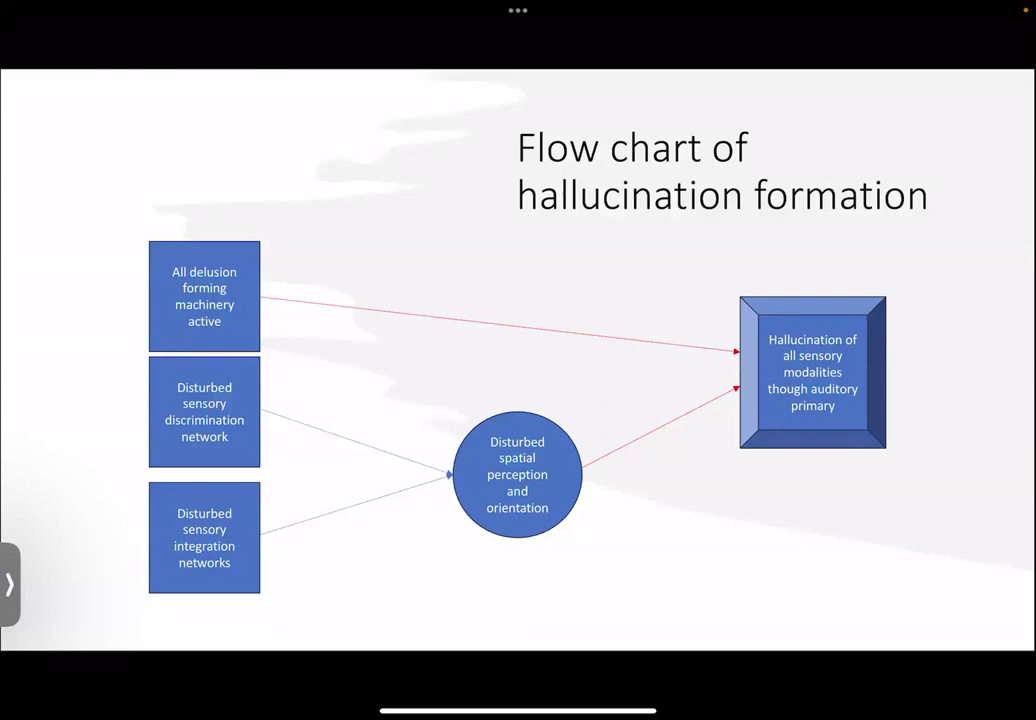 Flow chart of
hallucination formation
All delusion
forming
machinery
active
Disturbed
sensory
discrimination
network
Disturbed
sensory
integration
networks
Disturbed
spatial
perception
and
orientation
Hallucination of
all sensory
modalities
though auditory
primary